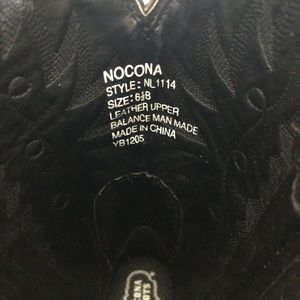 NOCONA
STYLE: NL1114
SIZE: 6½B
LEATHER UPPER
BALANCE MAN MADE
MADE IN CHINA
YB1205